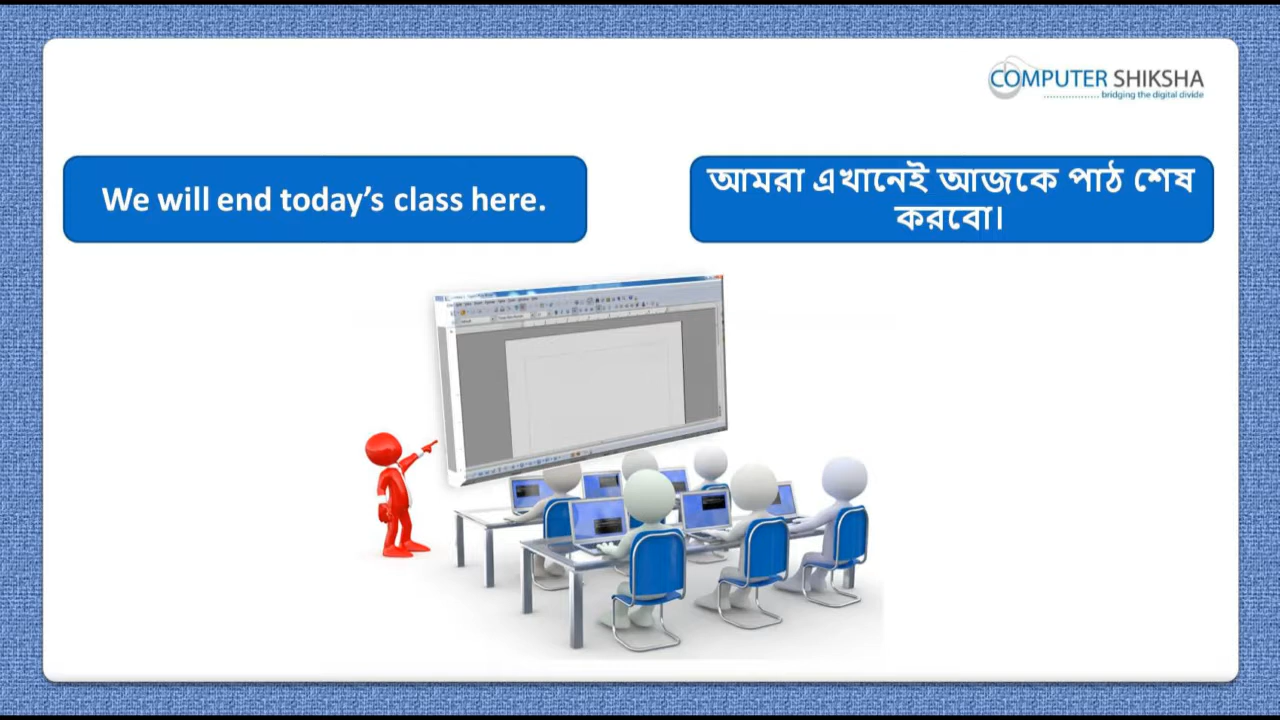 COMPUTER SHIKSHA
bridging the digital divide
We will end today's class here.
আমরা এখানেই আজকে পাঠ শেষ
করবো।